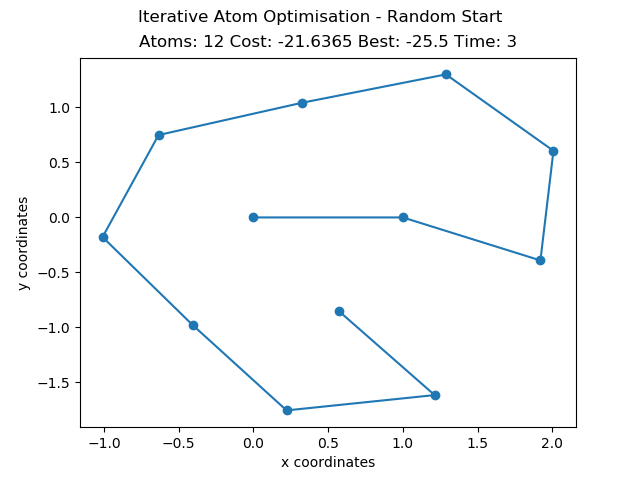 Iterative Atom Optimisation - Random Start
Atoms: 12 Cost: -21.6365 Best: -25.5 Time: 3
1.0
0.5
0.0
−0.5
−1.0
−1.5
y coordinates
−1.0 −0.5 0.0 0.5 1.0 1.5 2.0
x coordinates